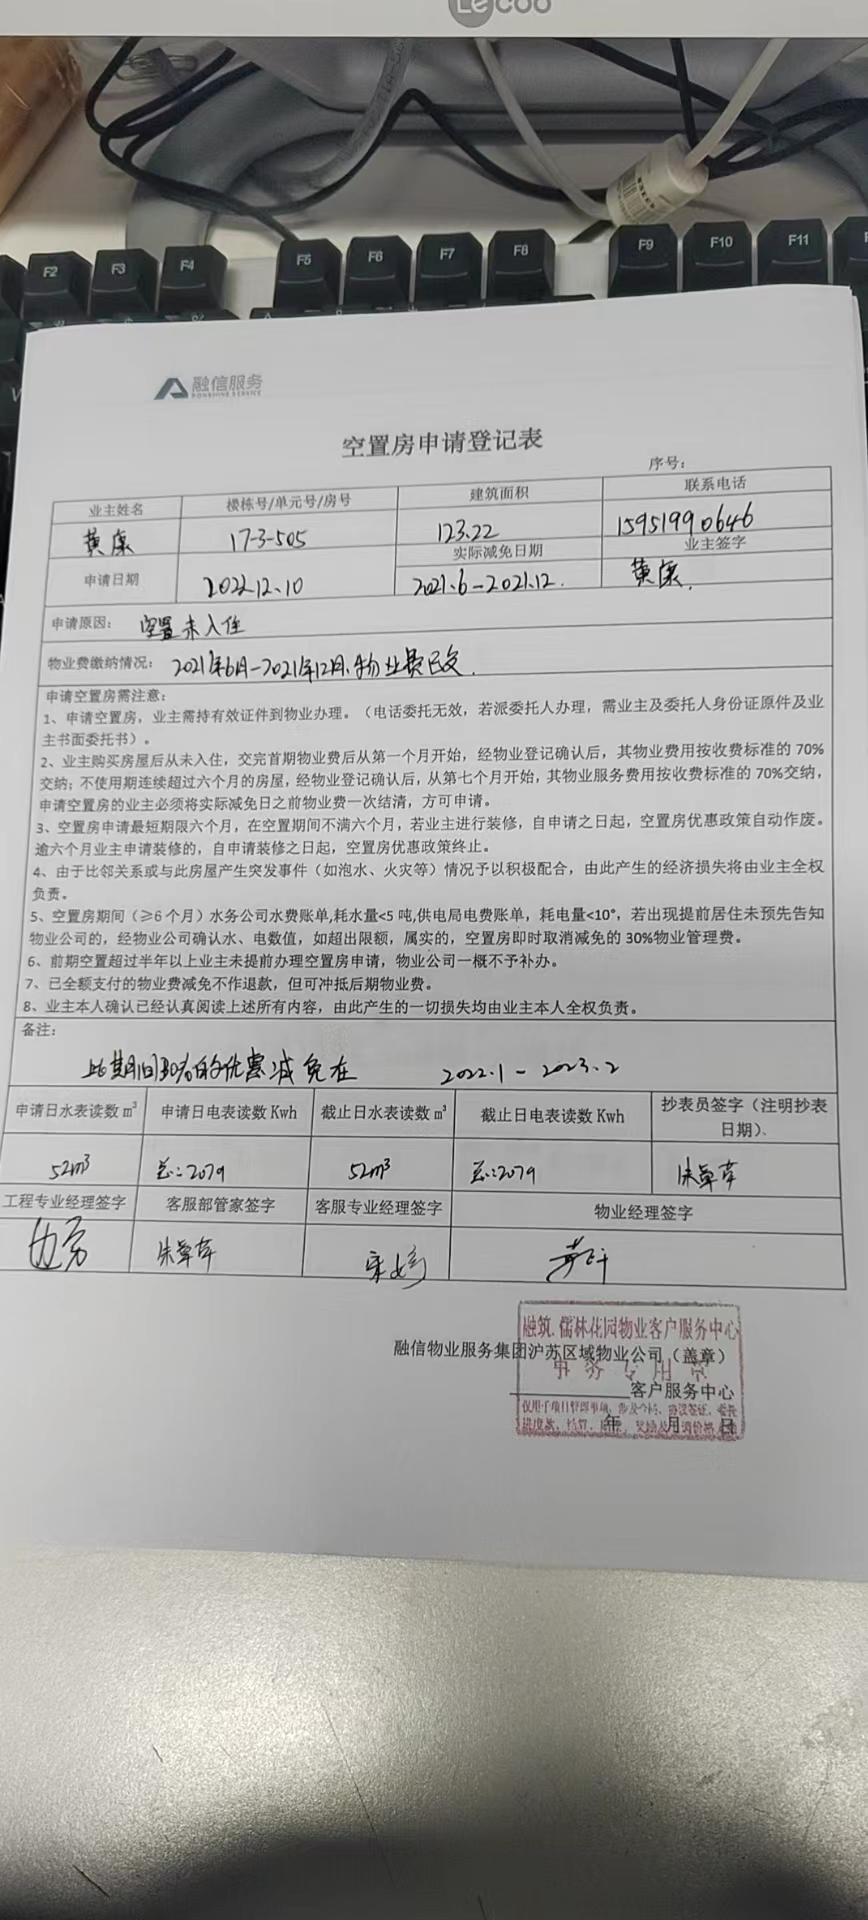 Lecoo
F2 F3 F4 F5 F6 F7 F8 F9 F10 F11
融信服务
RONSHINE SERVICE
空置房申请登记表
序号：
业主姓名 楼栋号/单元号/房号 建筑面积 联系电话
黄康 17-3-505 123.22 15951990646
申请日期 2022.12.10 实际减免日期 业主签字
2021.6-2021.12. 黄康.
申请原因： 空置未入住
物业费缴纳情况： 2021年6月-2021年12月.物业费已交.
申请空置房需注意：
1、申请空置房，业主需持有效证件到物业办理。（电话委托无效，若派委托人办理，需业主及委托人身份证原件及业
主书面委托书）。
2、业主购买房屋后从未入住，交完首期物业费后从第一个月开始，经物业登记确认后，其物业费用按收费标准的 70%
交纳；不使用期连续超过六个月的房屋，经物业登记确认后，从第七个月开始，其物业服务费用按收费标准的 70%交纳，
申请空置房的业主必须将实际减免日之前物业费一次结清，方可申请。
3、空置房申请最短期限六个月，在空置期间不满六个月，若业主进行装修，自申请之日起，空置房优惠政策自动作废。
逾六个月业主申请装修的，自申请装修之日起，空置房优惠政策终止。
4、由于比邻关系或与此房屋产生突发事件（如泡水、火灾等）情况予以积极配合，由此产生的经济损失将由业主全权
负责。
5、空置房期间（≥6 个月）水务公司水费账单,耗水量<5 吨,供电局电费账单，耗电量<10°，若出现提前居住未预先告知
物业公司的，经物业公司确认水、电数值，如超出限额，属实的，空置房即时取消减免的 30%物业管理费。
6、前期空置超过半年以上业主未提前办理空置房申请，物业公司一概不予补办。
7、已全额支付的物业费减免不作退款，但可冲抵后期物业费。
8、业主本人确认已经认真阅读上述所有内容，由此产生的一切损失均由业主本人全权负责。
备注：
此期间30%的优惠减免在 2022.1-2023.2
申请日水表读数 m³ 申请日电表读数 Kwh 截止日水表读数 m³ 截止日电表读数 Kwh 抄表员签字（注明抄表
日期）.
52m³ 总：2079 52m³ 总：2079
工程专业经理签字 客服部管家签字 客服专业经理签字 物业经理签字
融筑.儒林花园物业客户服务中心
融信物业服务集团沪苏区域物业公司（盖章）
客户服务中心
年 月 日